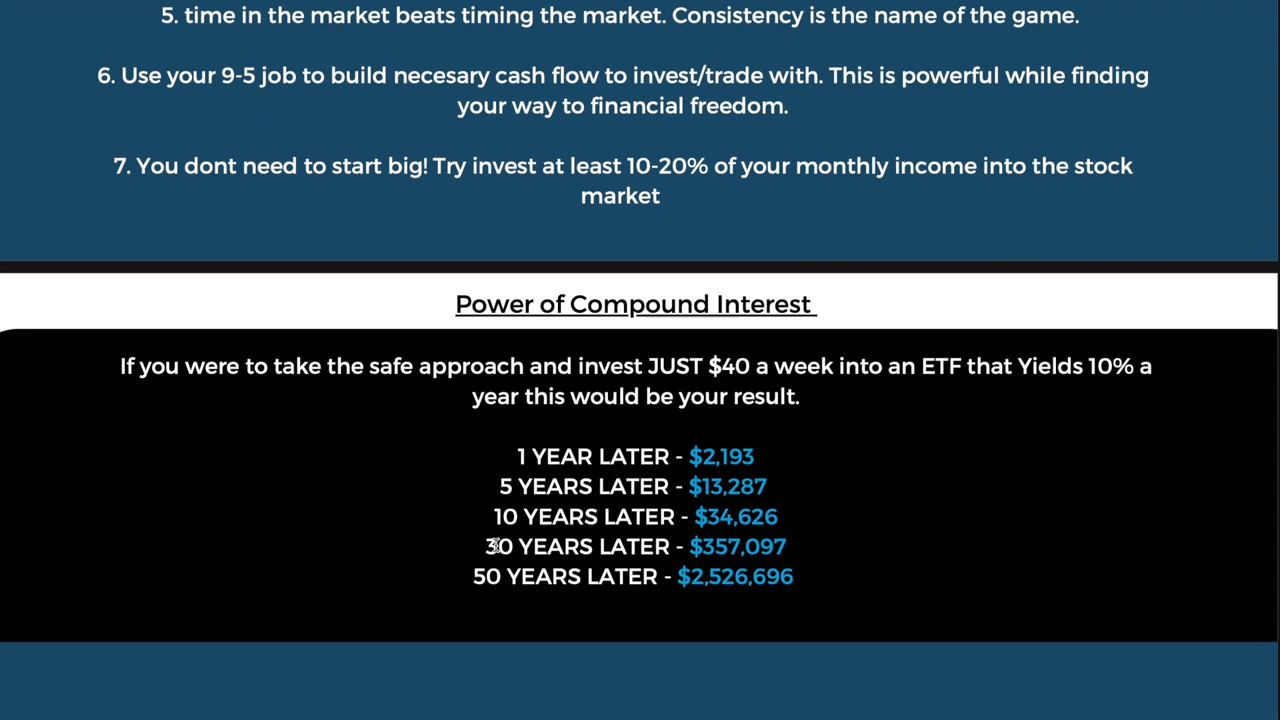 5. time in the market beats timing the market. Consistency is the name of the game.
6. Use your 9-5 job to build necesary cash flow to invest/trade with. This is powerful while finding
your way to financial freedom.
7. You dont need to start big! Try invest at least 10-20% of your monthly income into the stock
market
Power of Compound Interest
If you were to take the safe approach and invest JUST $40 a week into an ETF that Yields 10% a
year this would be your result.
1 YEAR LATER - $2,193
5 YEARS LATER - $13,287
10 YEARS LATER - $34,626
30 YEARS LATER - $357,097
50 YEARS LATER - $2,526,696